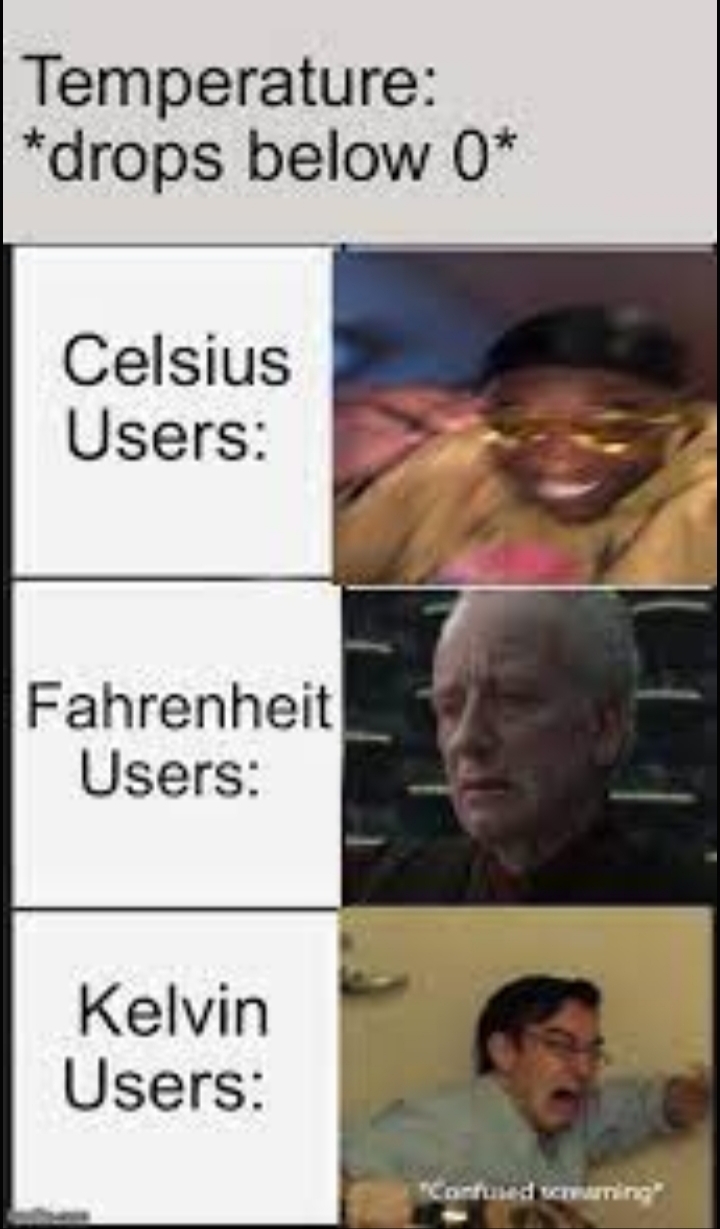 Temperature:
*drops below 0*
Celsius
Users:
Fahrenheit
Users:
Kelvin
Users:
*Confused screaming*